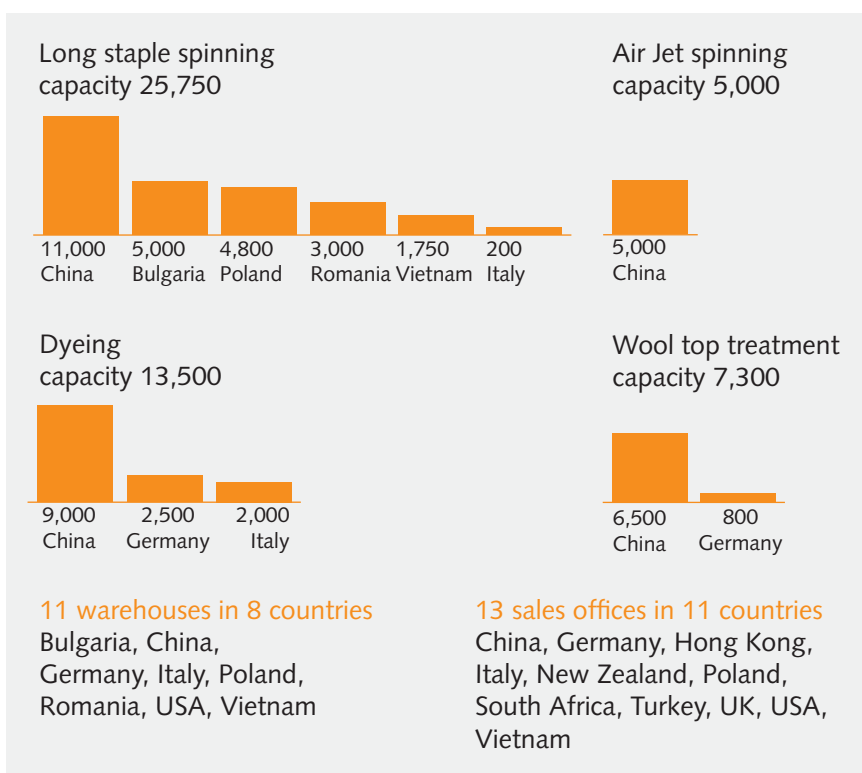 Long staple spinning
capacity 25,750
11,000 5,000 4,800 3,000 1,750 200
China Bulgaria Poland Romania Vietnam Italy
Air Jet spinning
capacity 5,000
5,000
China
Dyeing
capacity 13,500
9,000 2,500 2,000
China Germany Italy
Wool top treatment
capacity 7,300
6,500 800
China Germany
11 warehouses in 8 countries
Bulgaria, China,
Germany, Italy, Poland,
Romania, USA, Vietnam
13 sales offices in 11 countries
China, Germany, Hong Kong,
Italy, New Zealand, Poland,
South Africa, Turkey, UK, USA,
Vietnam